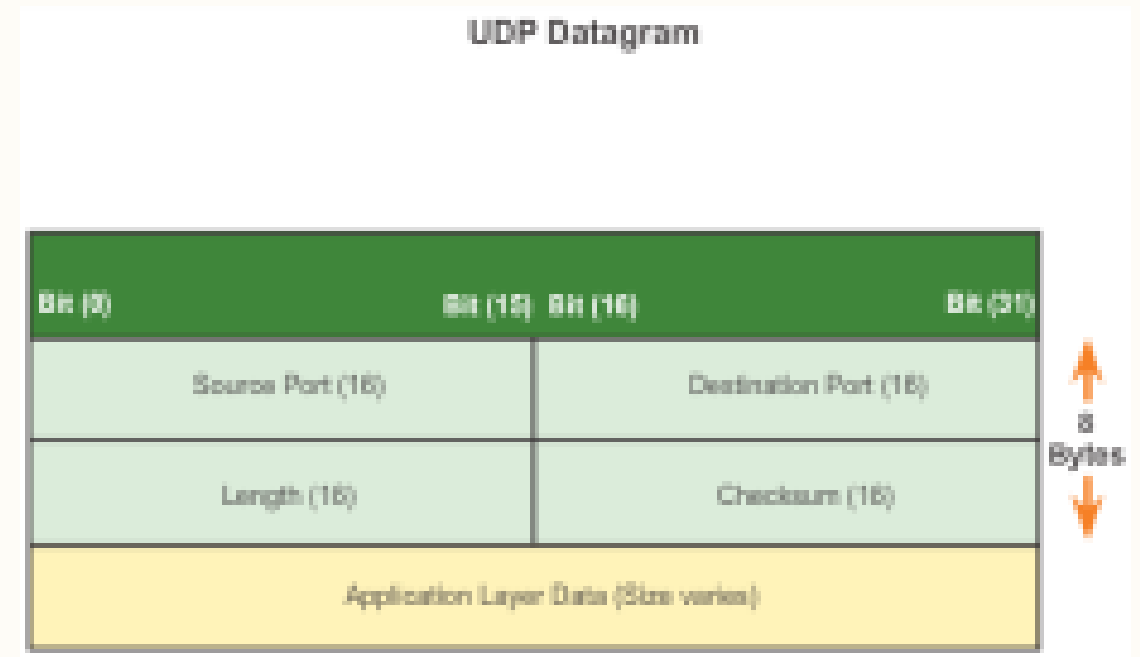 UDP Datagram
Bit (0) Bit (15) Bit (16) Bit (31)
Source Port (16) Destination Port (16)
8
Bytes
Length (16) Checksum (16)
Application Layer Data (Size varies)